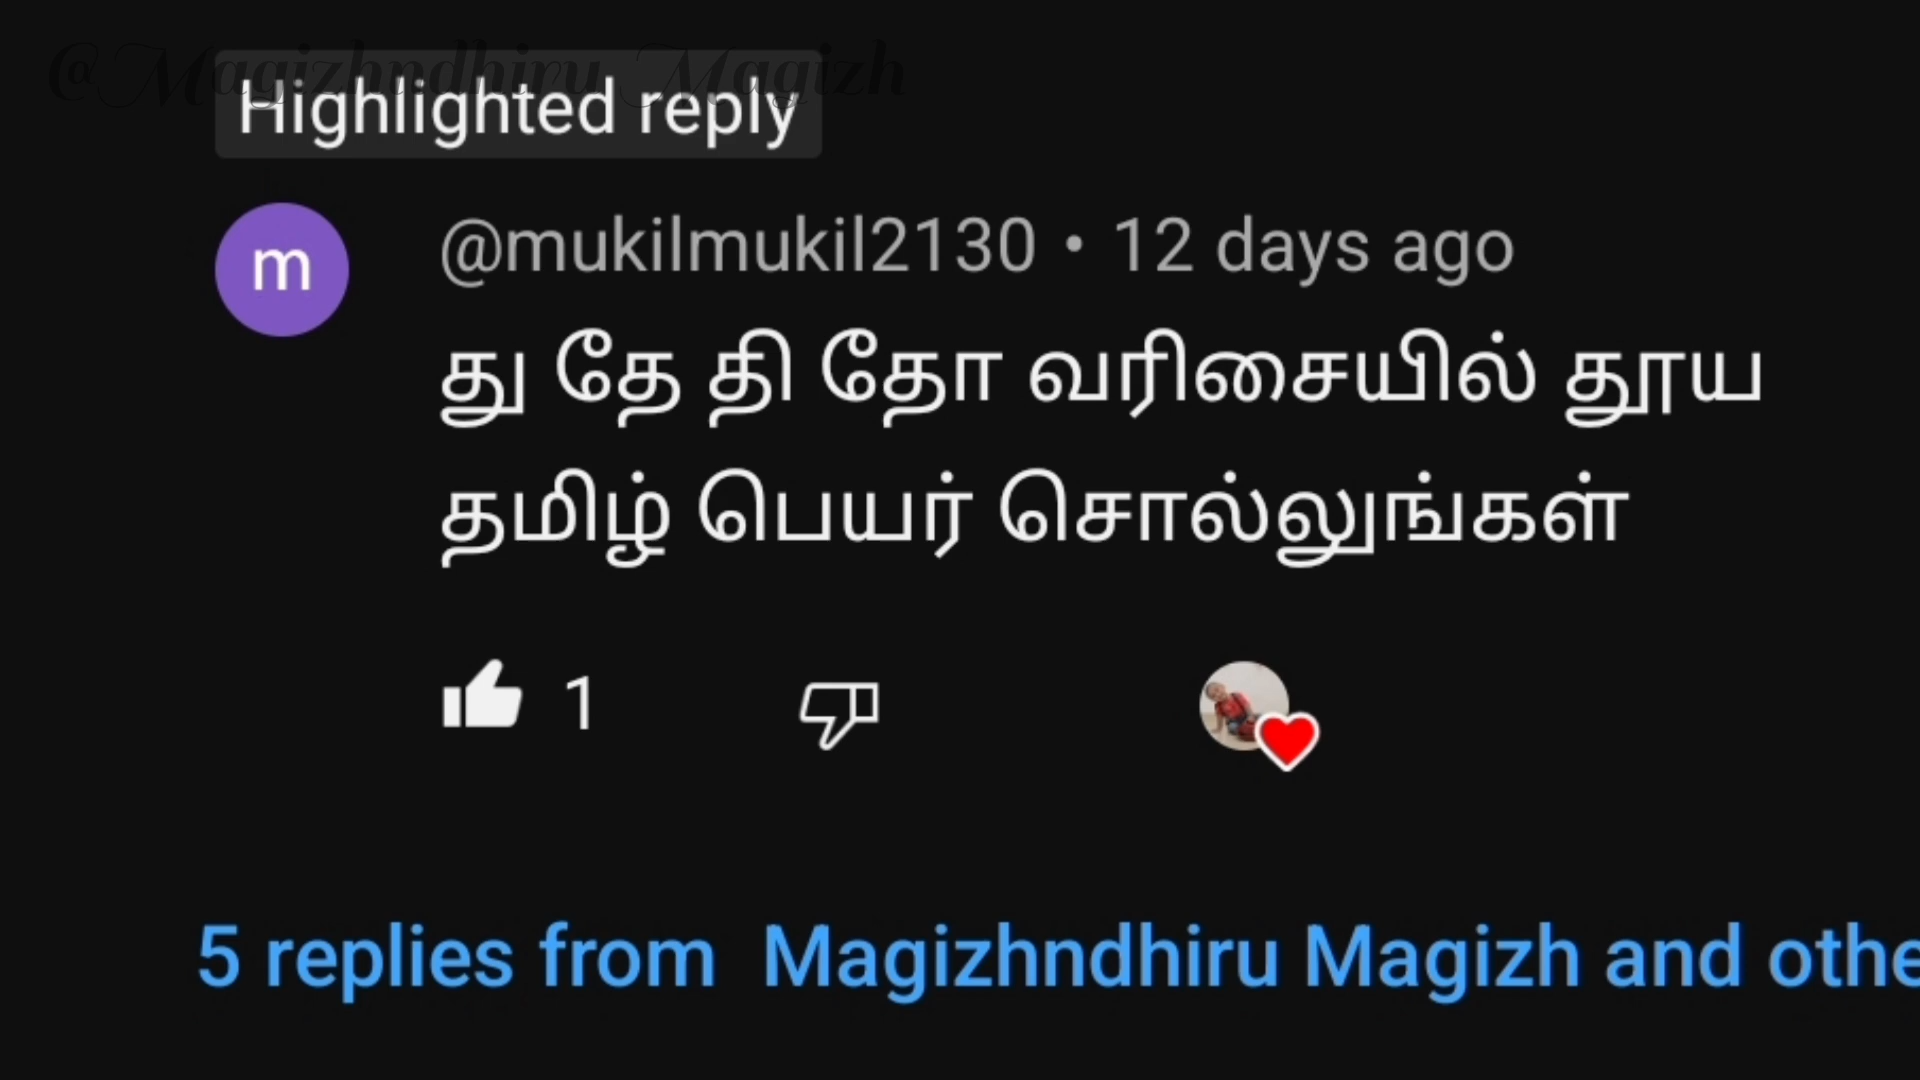 @Magizhndhiru Magizh
Highlighted reply
m
@mukilmukil2130 • 12 days ago
து தே தி தோ வரிசையில் தூய
தமிழ் பெயர் சொல்லுங்கள்
1
5 replies from Magizhndhiru Magizh and othe